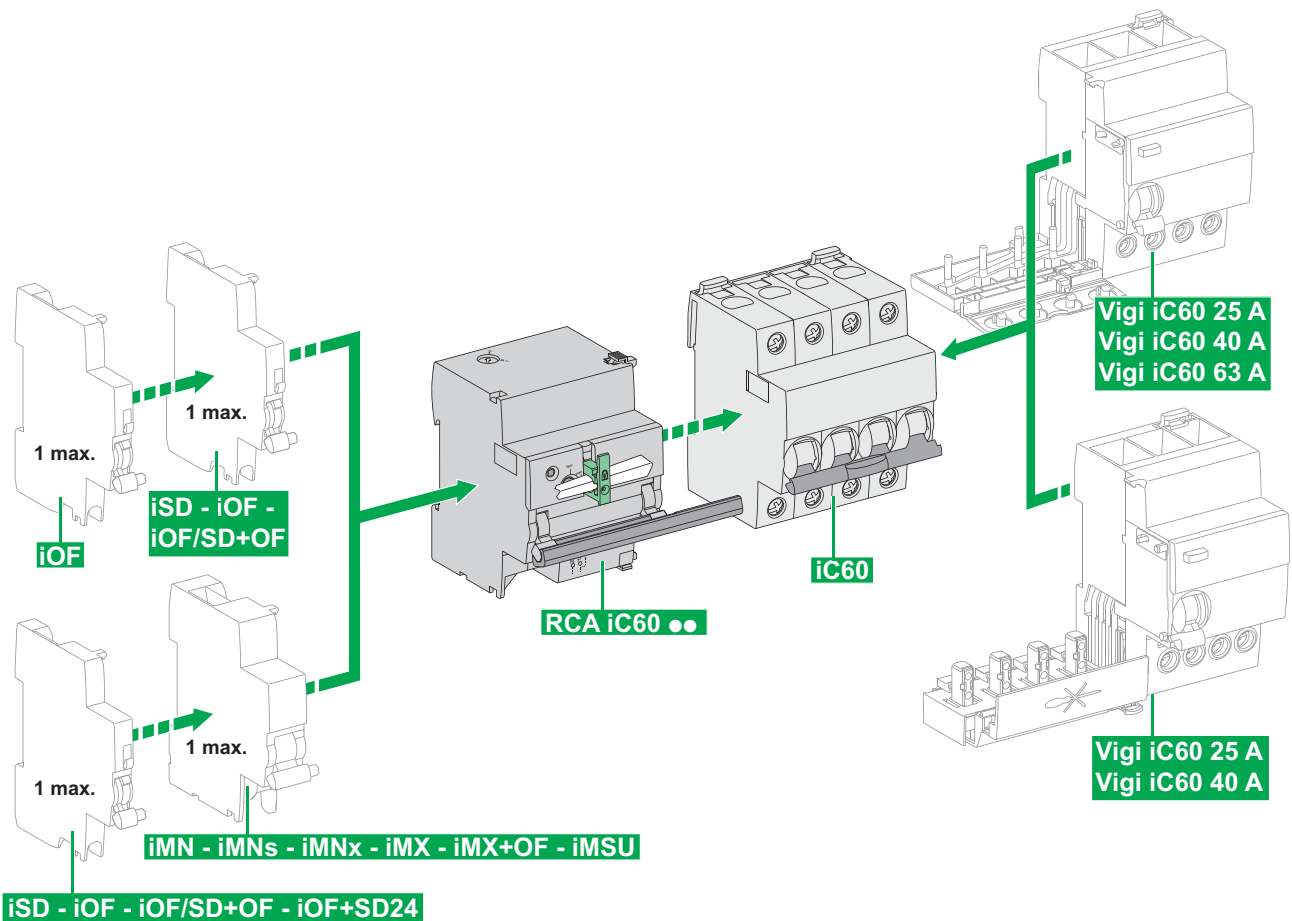 Vigi iC60 25 A
Vigi iC60 40 A
Vigi iC60 63 A
1 max.
1 max.
iSD - iOF -
iOF/SD+OF
iOF
iC60
RCA iC60 ●●
1 max.
1 max.
Vigi iC60 25 A
Vigi iC60 40 A
iMN - iMNs - iMNx - iMX - iMX+OF - iMSU
iSD - iOF - iOF/SD+OF - iOF+SD24